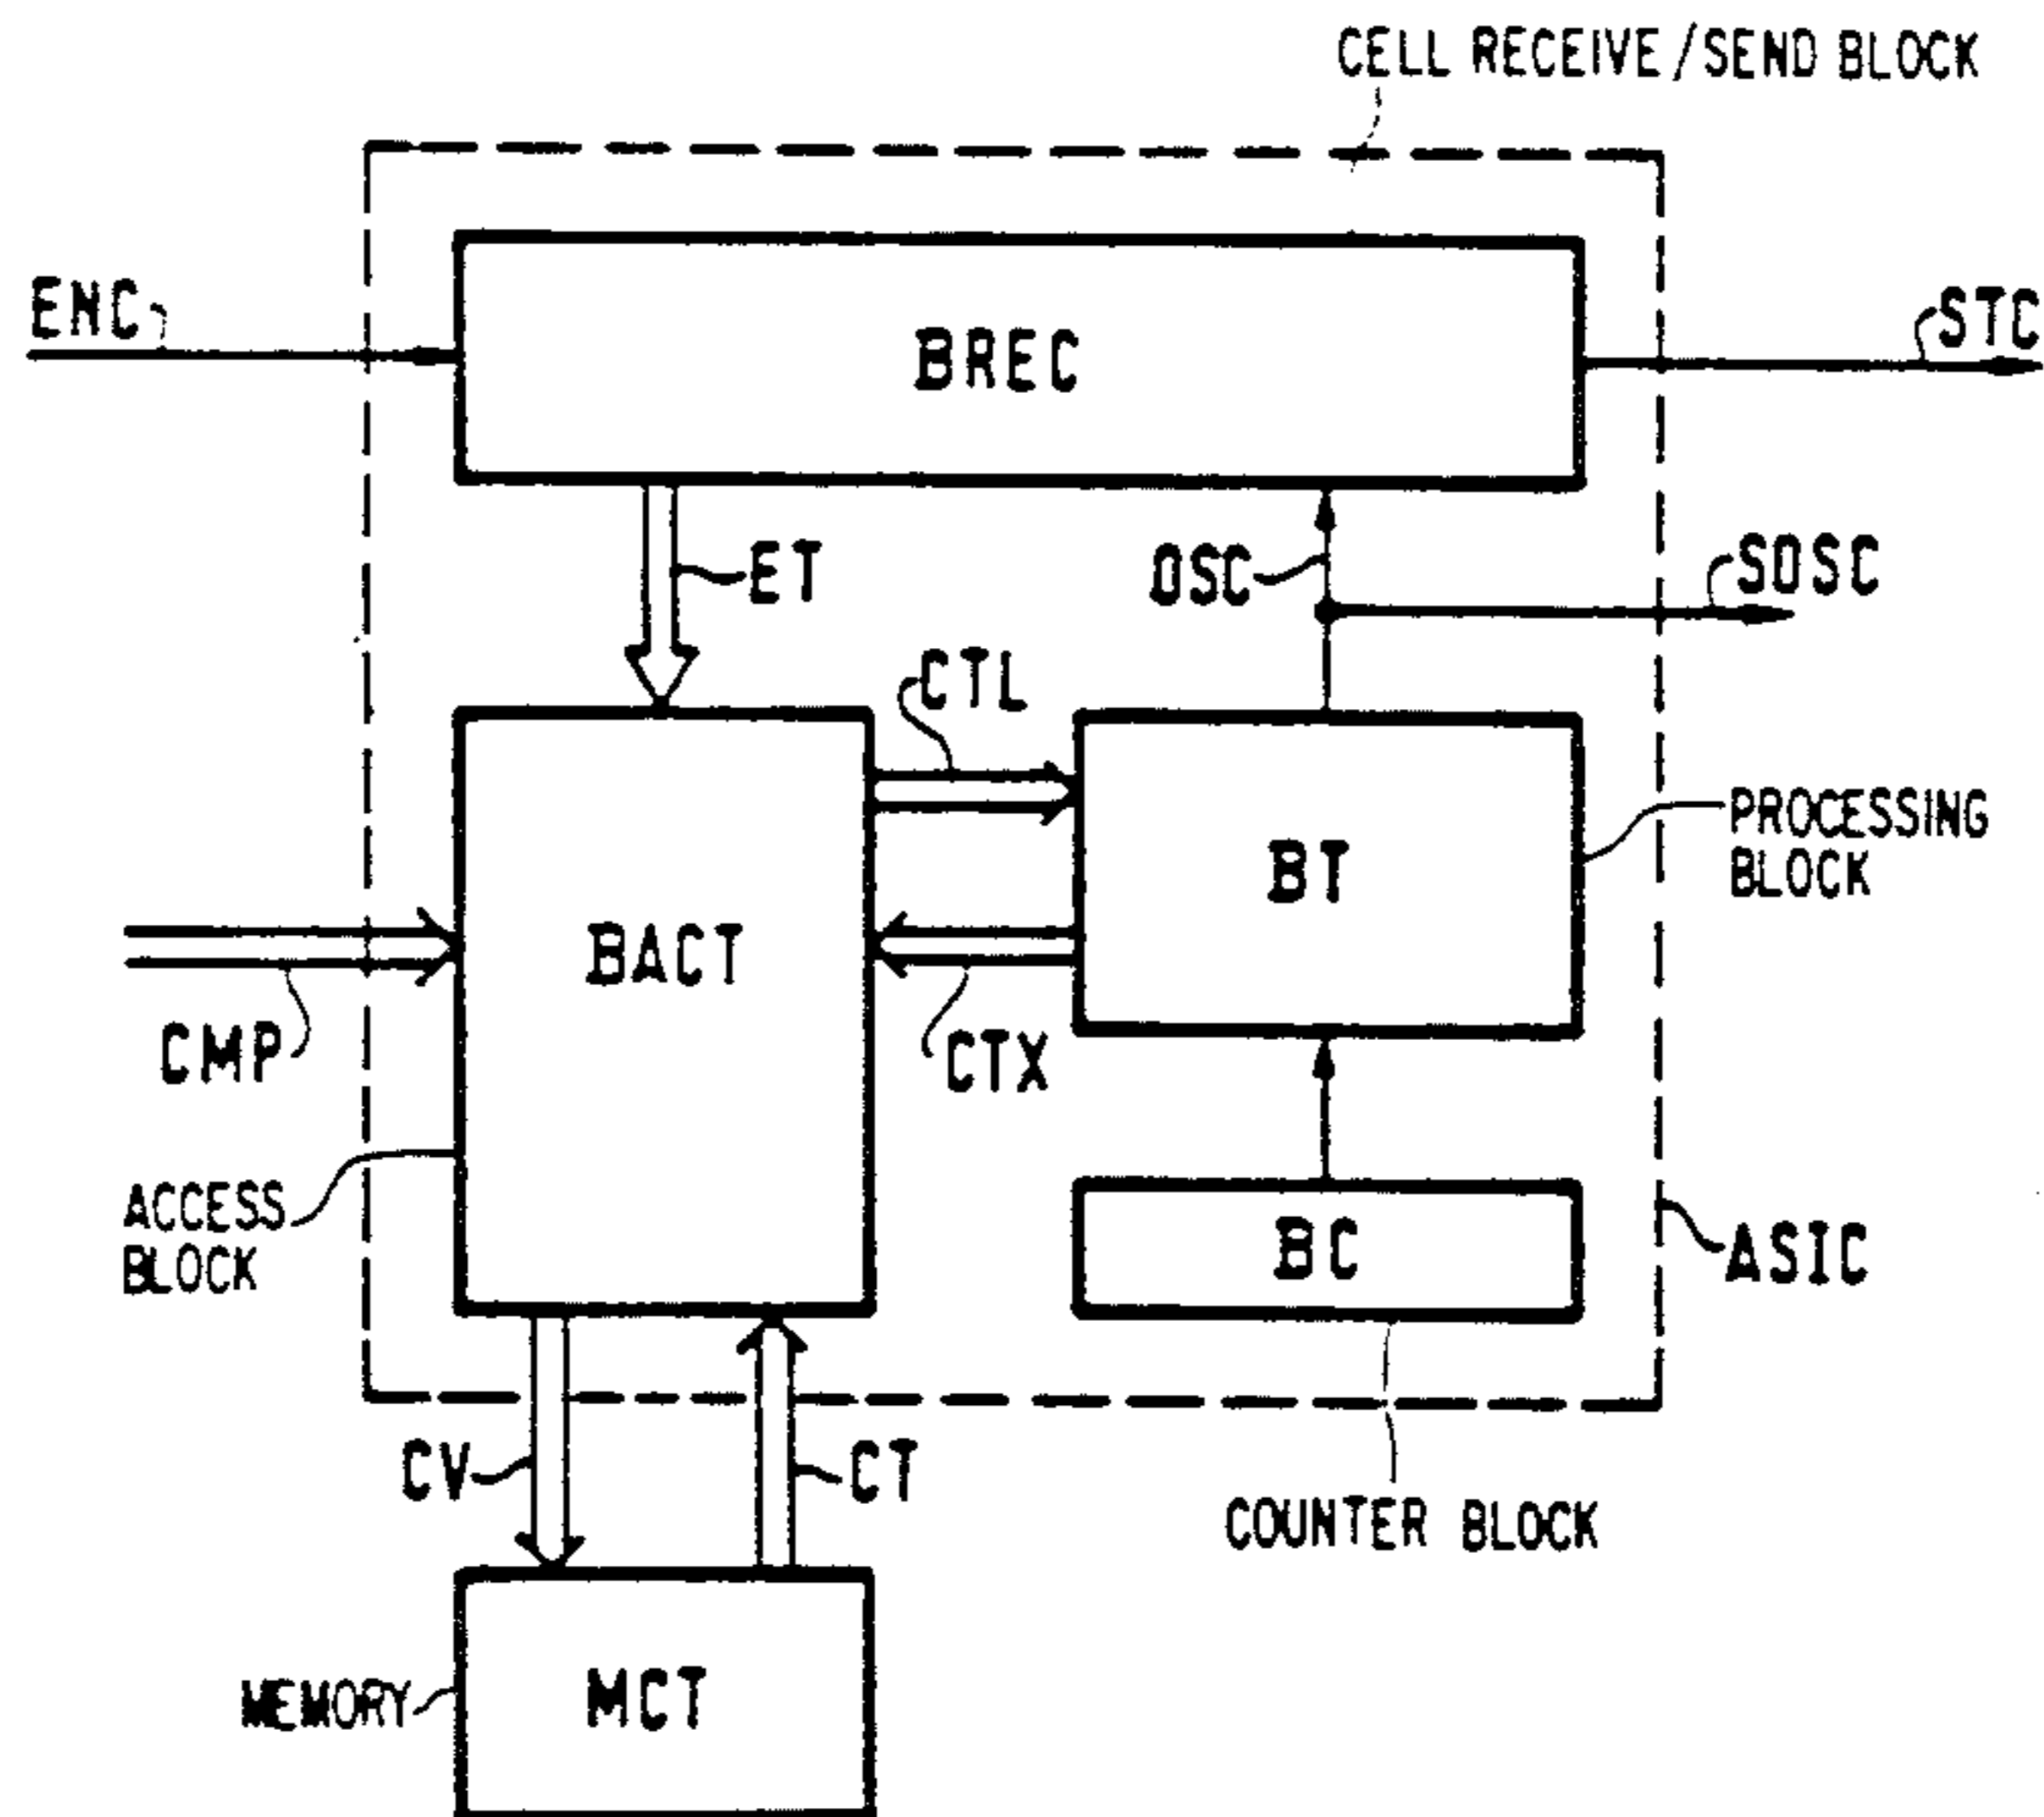 CELL RECEIVE/SEND BLOCK
ENC
BREC
STC
ET
OSC
SOSC
CTL
BACT
BT
PROCESSING
BLOCK
CMP
CTX
ACCESS
BLOCK
BC
ASIC
CV
CT
COUNTER BLOCK
MEMORY
MCT